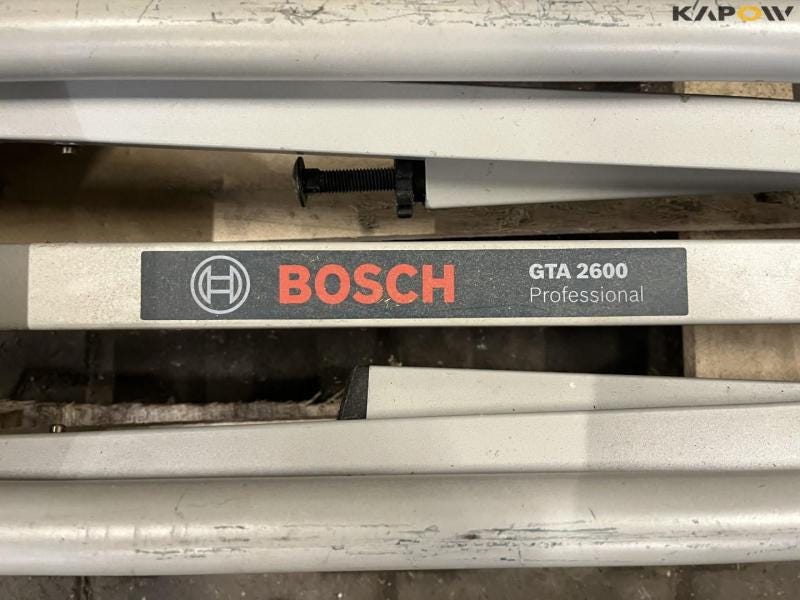 KAPOW
BOSCH
GTA 2600
Professional